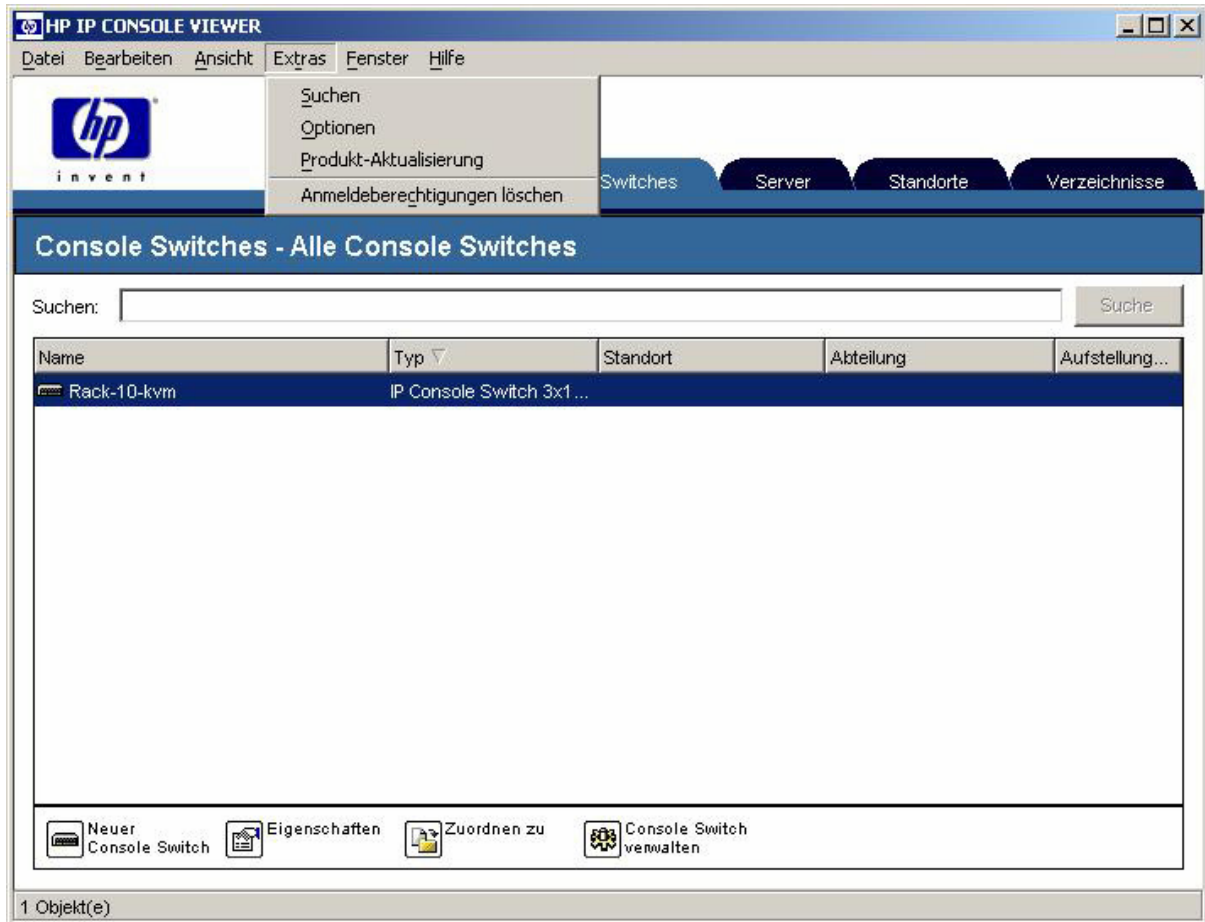 HP IP CONSOLE VIEWER
Datei Bearbeiten Ansicht Extras Fenster Hilfe
Suchen
Optionen
Produkt-Aktualisierung
Anmeldeberechtigungen löschen
hp
invent
Switches Server Standorte Verzeichnisse
Console Switches - Alle Console Switches
Suchen: Suche
Name Typ Standort Abteilung Aufstellung...
Rack-10-kvm IP Console Switch 3x1...
Neuer Console Switch
Eigenschaften
Zuordnen zu
Console Switch verwalten
1 Objekt(e)